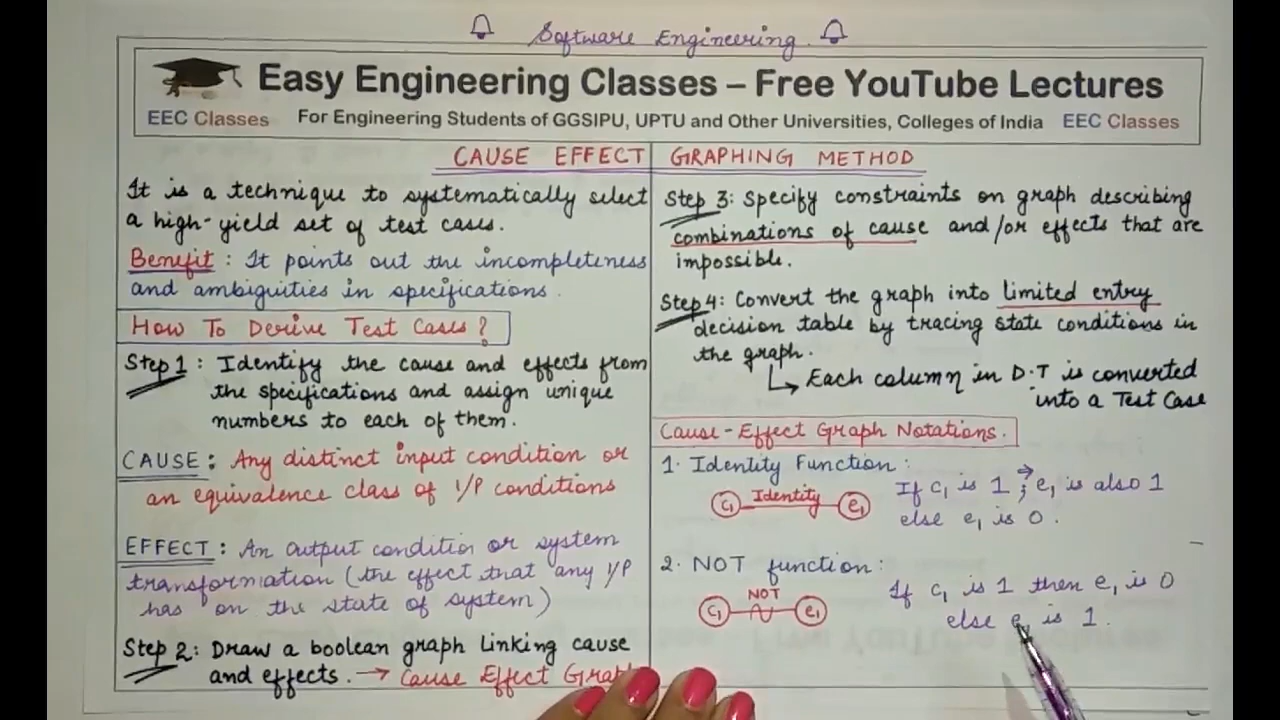 Software Engineering
Easy Engineering Classes – Free YouTube Lectures
EEC Classes For Engineering Students of GGSIPU, UPTU and Other Universities, Colleges of India EEC Classes
CAUSE EFFECT GRAPHING METHOD
It is a technique to systematically select
a high-yield set of test cases.
Benefit : It points out the incompleteness
and ambiguities in specifications.
How To Derive Test Cases?
Step 1 : Identify the cause and effects from
the specifications and assign unique
numbers to each of them.
CAUSE : Any distinct input condition or
an equivalence class of I/P conditions
EFFECT : An output condition or system
transformation (the effect that any I/P
has on the state of system)
Step 2: Draw a boolean graph linking cause
and effects. → Cause Effect Graph
Step 3: Specify constraints on graph describing
combinations of cause and/or effects that are
impossible.
Step 4: Convert the graph into limited entry
decision table by tracing state conditions in
the graph.
↳ Each column in D.T is converted
into a Test Case
Cause-Effect Graph Notations.
1. Identity Function:
C1 Identity e1
If C1 is 1 ; e1 is also 1
else e1 is 0.
2. NOT function:
C1 NOT e1
If C1 is 1 then e1 is 0
else e1 is 1.